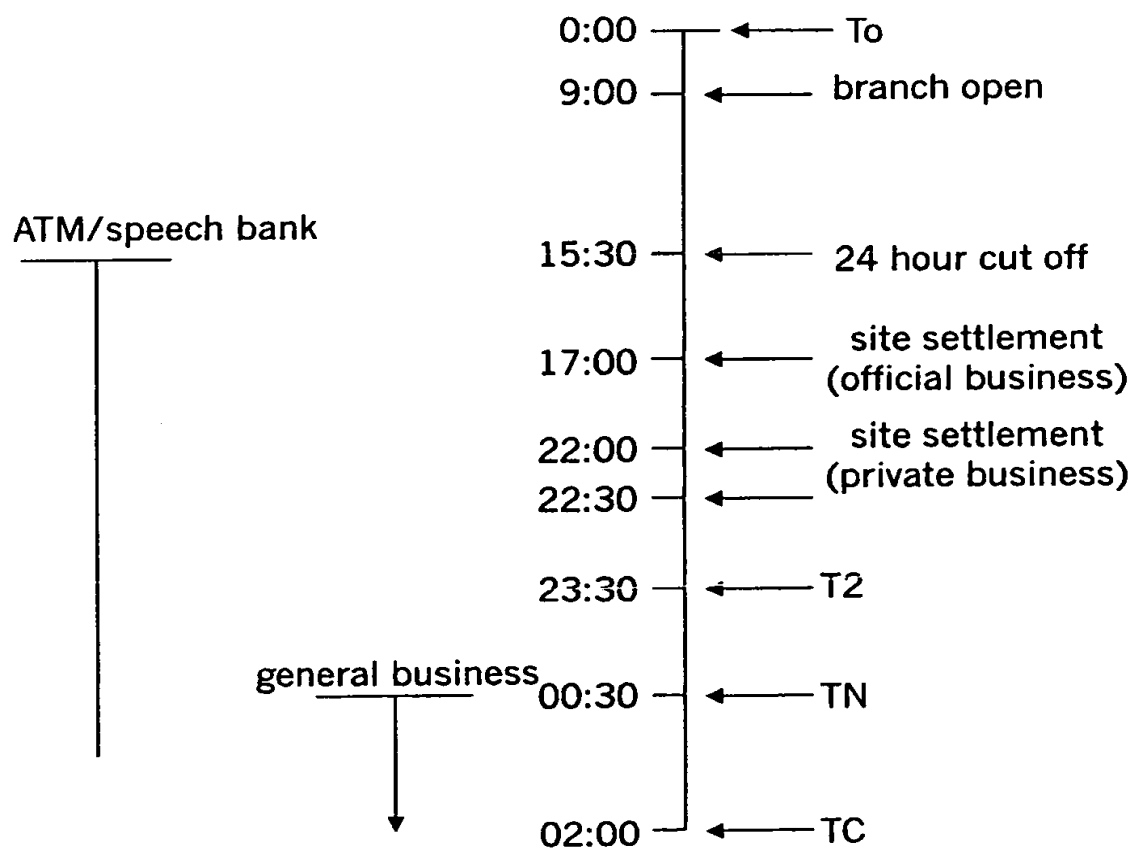 0:00 To
9:00 branch open
ATM/speech bank
15:30 24 hour cut off
17:00 site settlement
(official business)
22:00 site settlement
(private business)
22:30
23:30 T2
general business 00:30 TN
02:00 TC